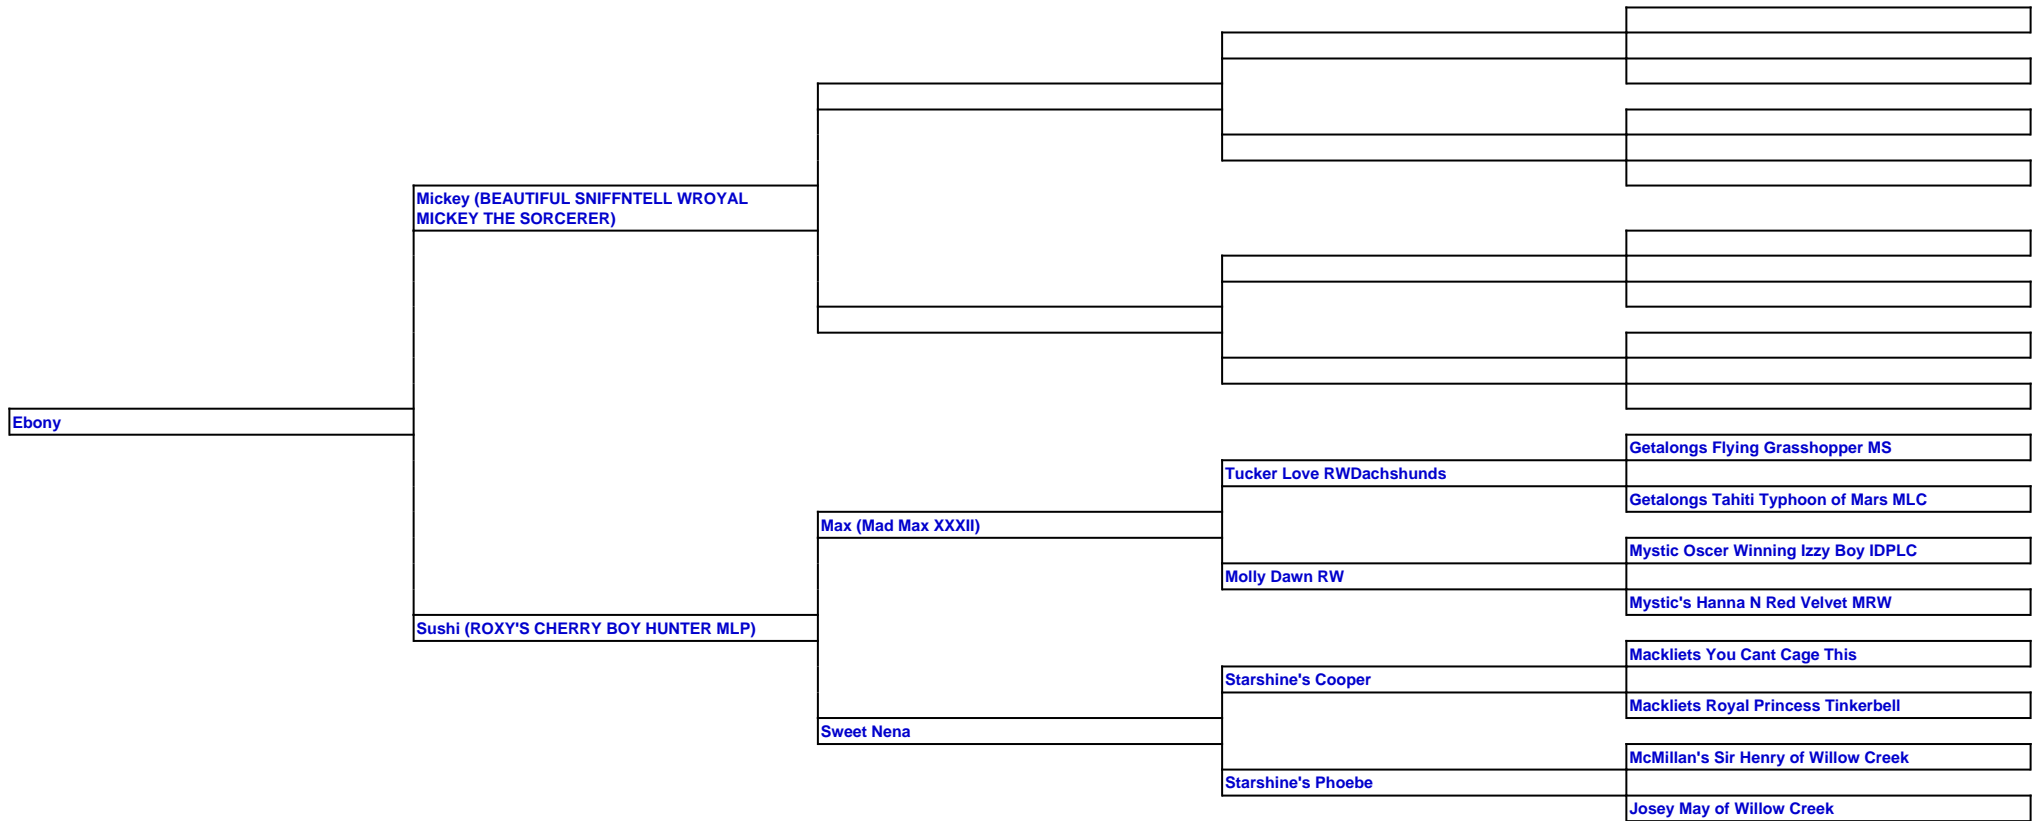 Mickey (BEAUTIFUL SNIFFNTELL WROYAL
MICKEY THE SORCERER)
Ebony
Getalongs Flying Grasshopper MS
Tucker Love RWDachshunds
Getalongs Tahiti Typhoon of Mars MLC
Max (Mad Max XXXII)
Mystic Oscer Winning Izzy Boy IDPLC
Molly Dawn RW
Mystic's Hanna N Red Velvet MRW
Sushi (ROXY'S CHERRY BOY HUNTER MLP)
Mackliets You Cant Cage This
Starshine's Cooper
Mackliets Royal Princess Tinkerbell
Sweet Nena
McMillan's Sir Henry of Willow Creek
Starshine's Phoebe
Josey May of Willow Creek